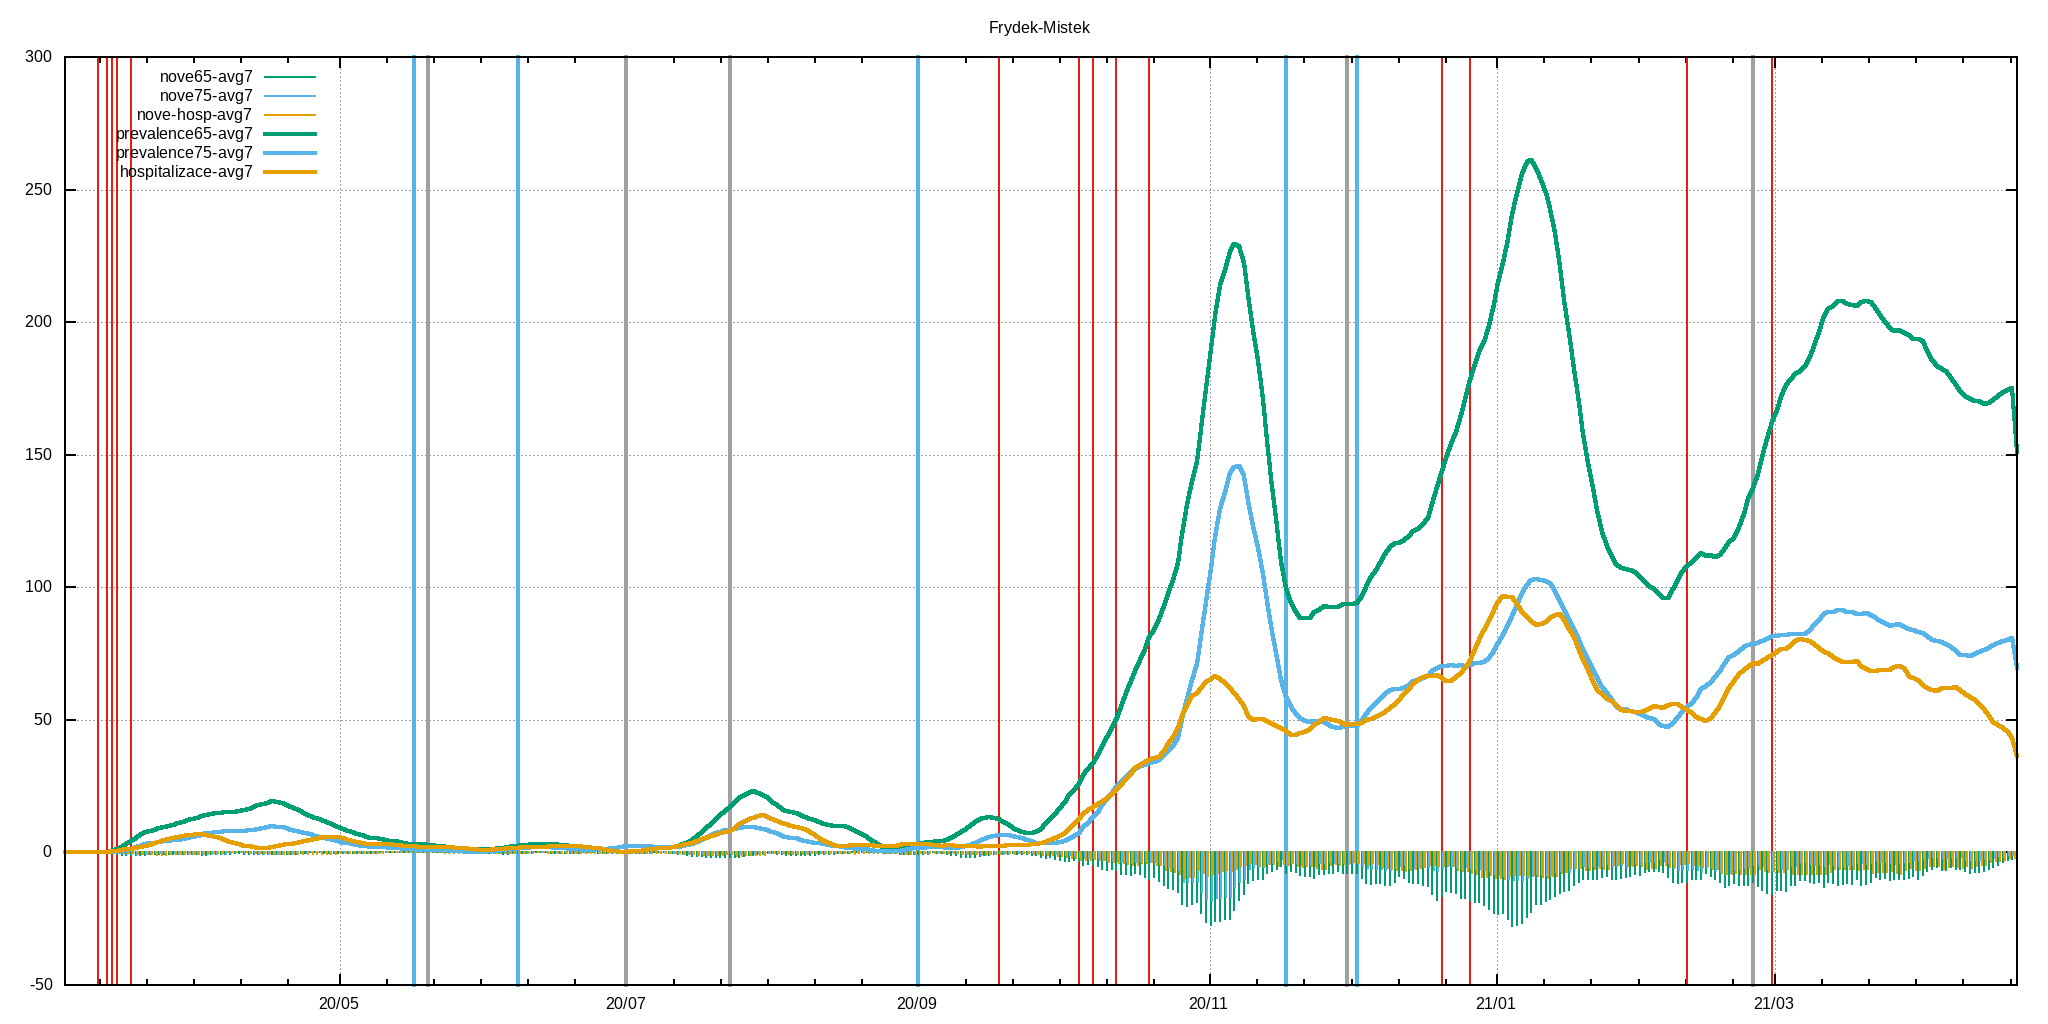 Frydek-Mistek
300
250
200
150
100
50
0
-50
nove65-avg7
nove75-avg7
nove-hosp-avg7
prevalence65-avg7
prevalence75-avg7
hospitalizace-avg7
20/05
20/07
20/09
20/11
21/01
21/03